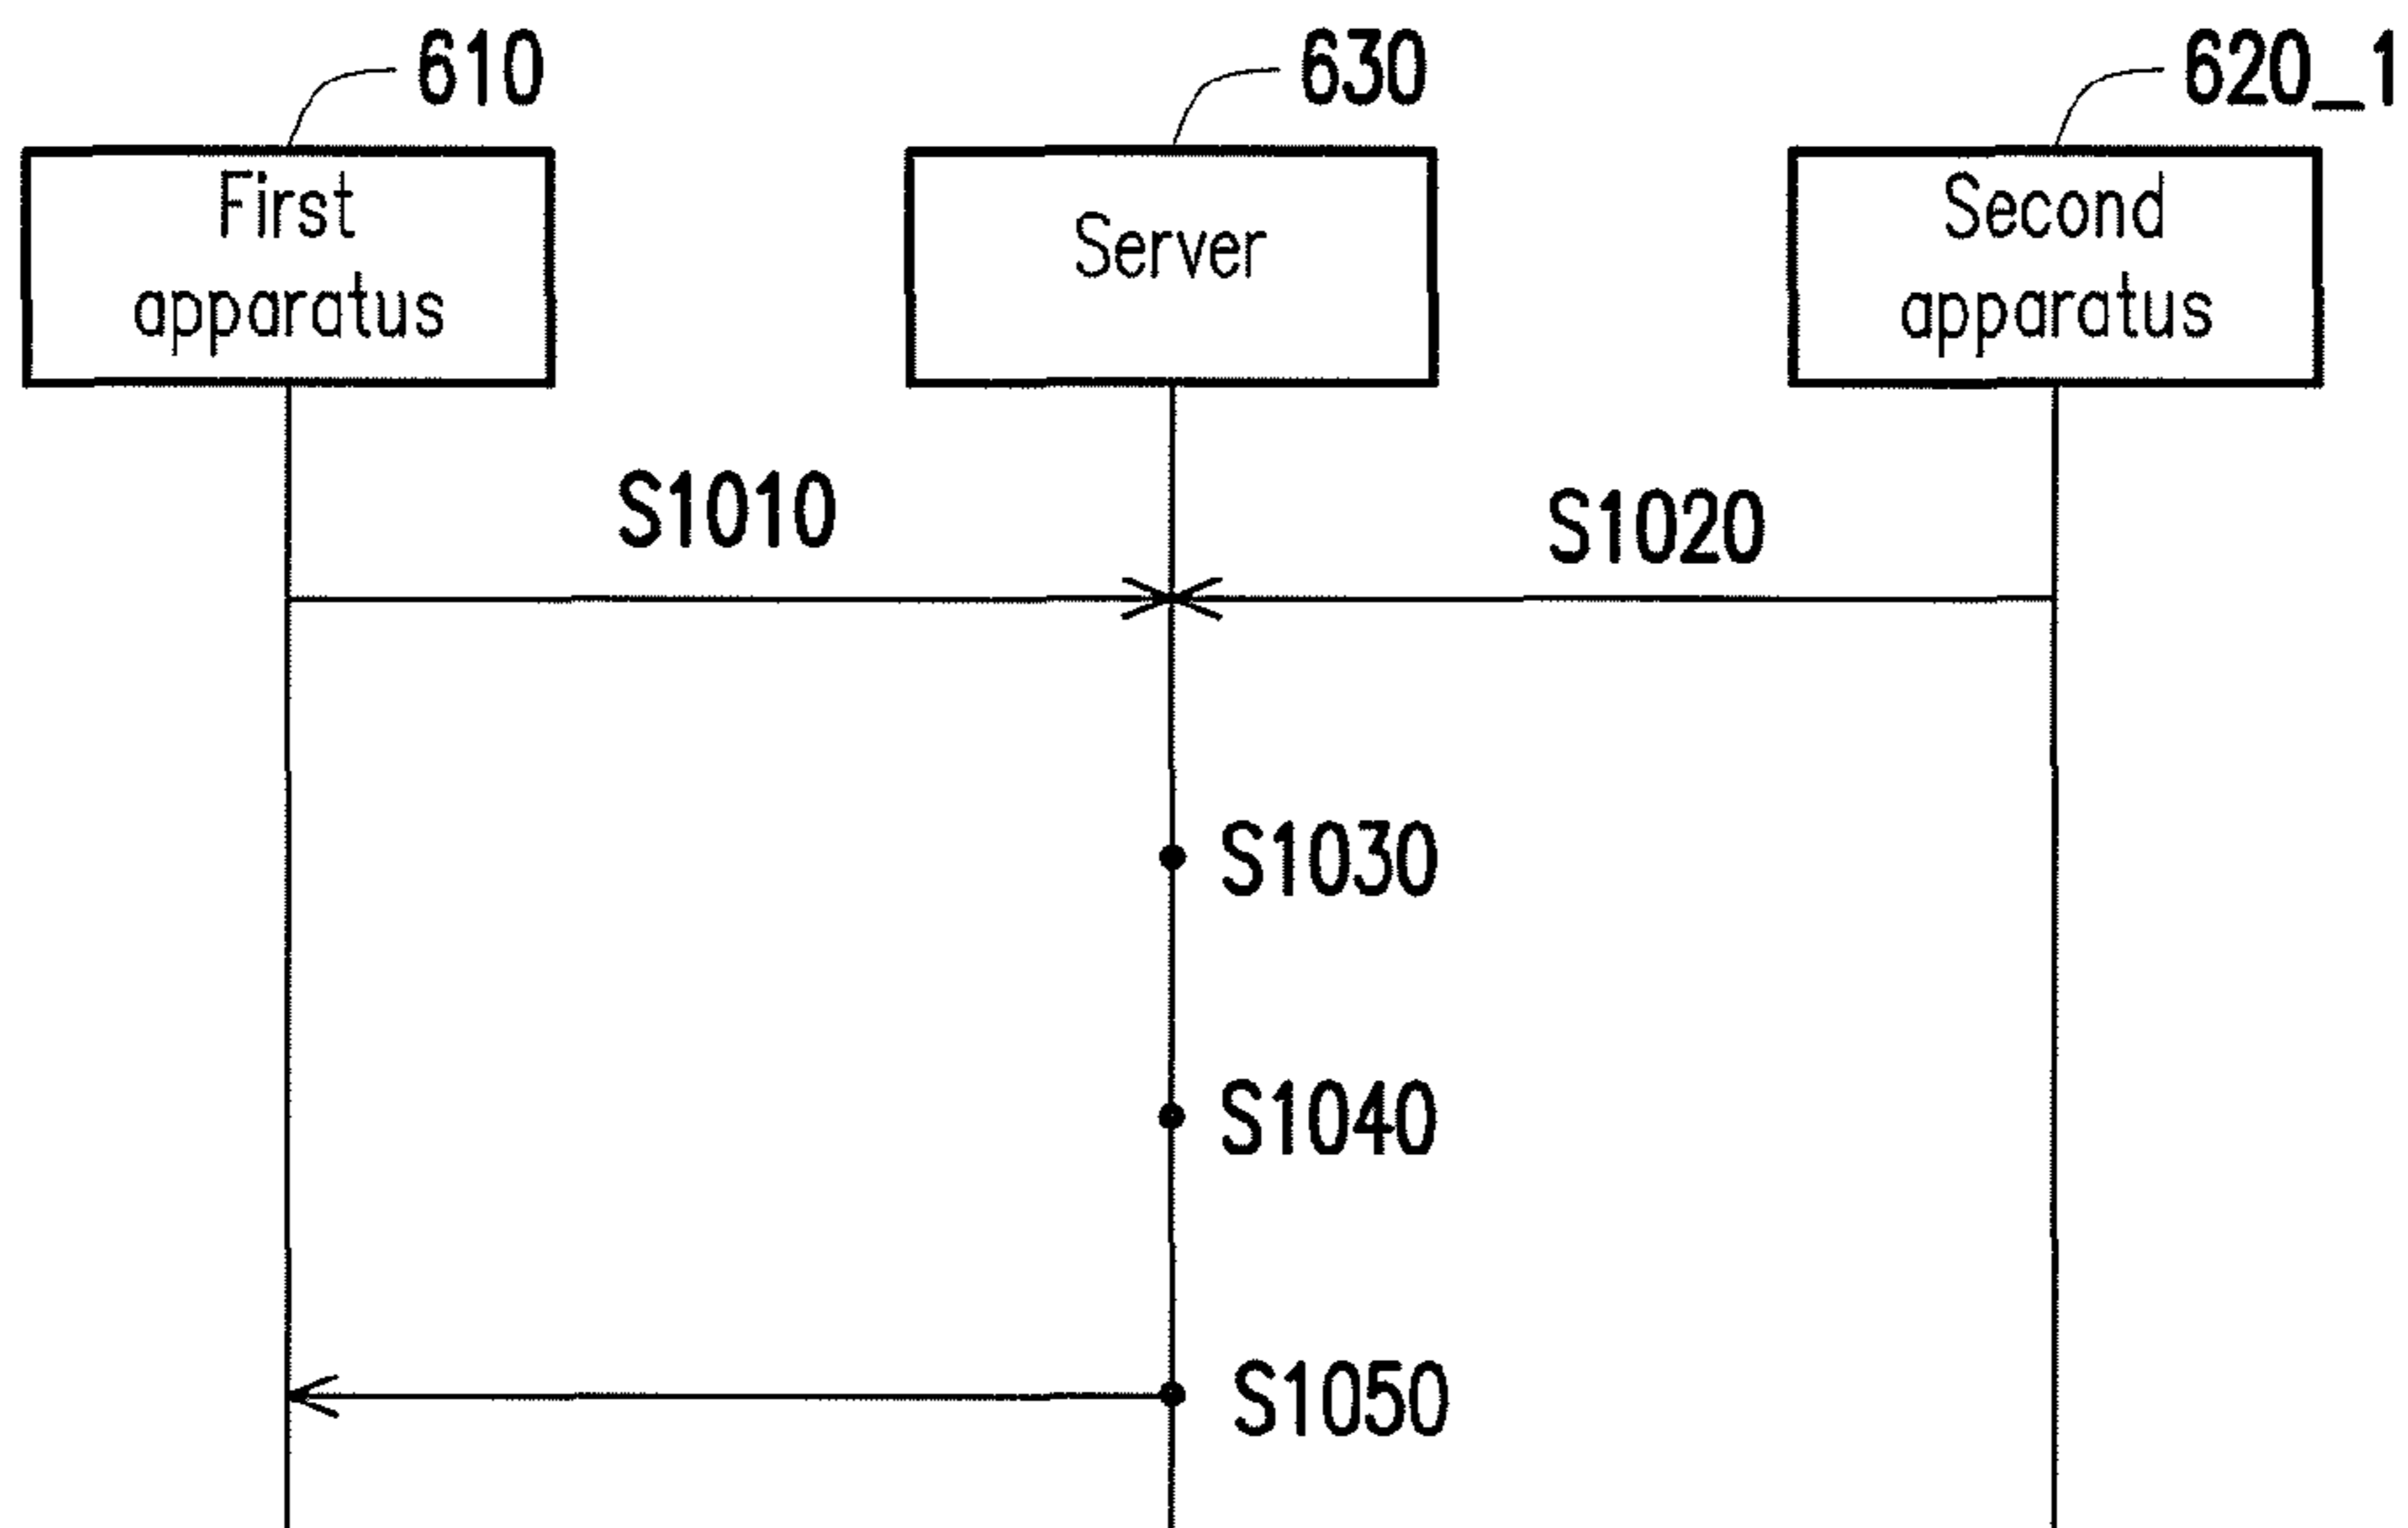 610
630
620_1
First
apparatus
Server
Second
apparatus
S1010
S1020
S1030
S1040
S1050